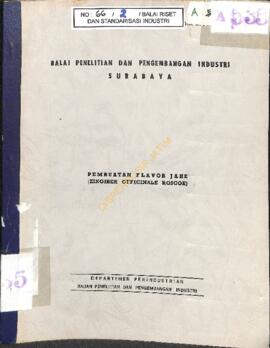 NO: 66 / 2 / BALAI RISET
DAN STANDARISASI INDUSTRI
A
BALAI PENELITIAN DAN PENGEMBANGAN INDUSTRI
SURABAYA
PEMBUATAN FLAVOR JAHE
(ZINGIBER OFFICINALE ROSCOE)
JATIM
DEPARTEMEN PERINDUSTRIAN
BADAN PENELITIAN DAN PENGEMBANGAN INDUSTRI